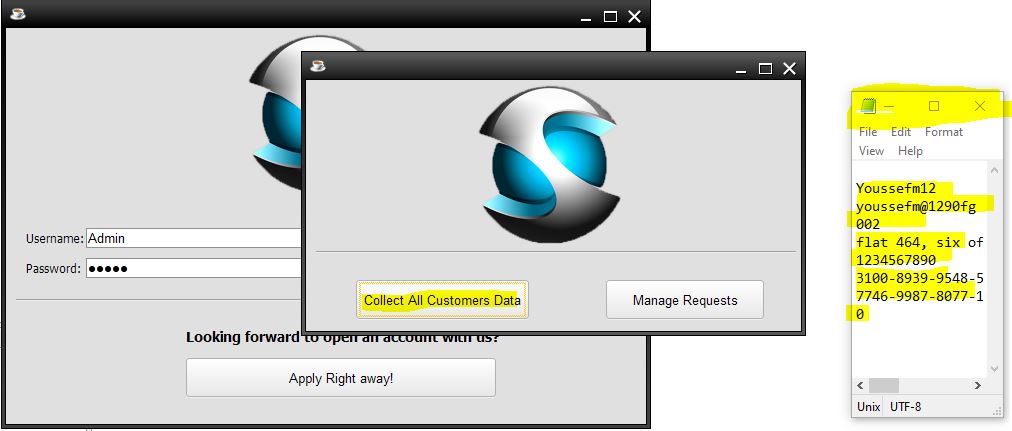 Username: Admin
Password: ●●●●●
Looking forward to open an account with us?
Apply Right away!
Collect All Customers Data
Manage Requests
File Edit Format
View Help
Youssefm12
youssefm@1290fg
002
flat 464, six of
1234567890
3100-8939-9548-5
7746-9987-8077-1
0
Unix UTF-8